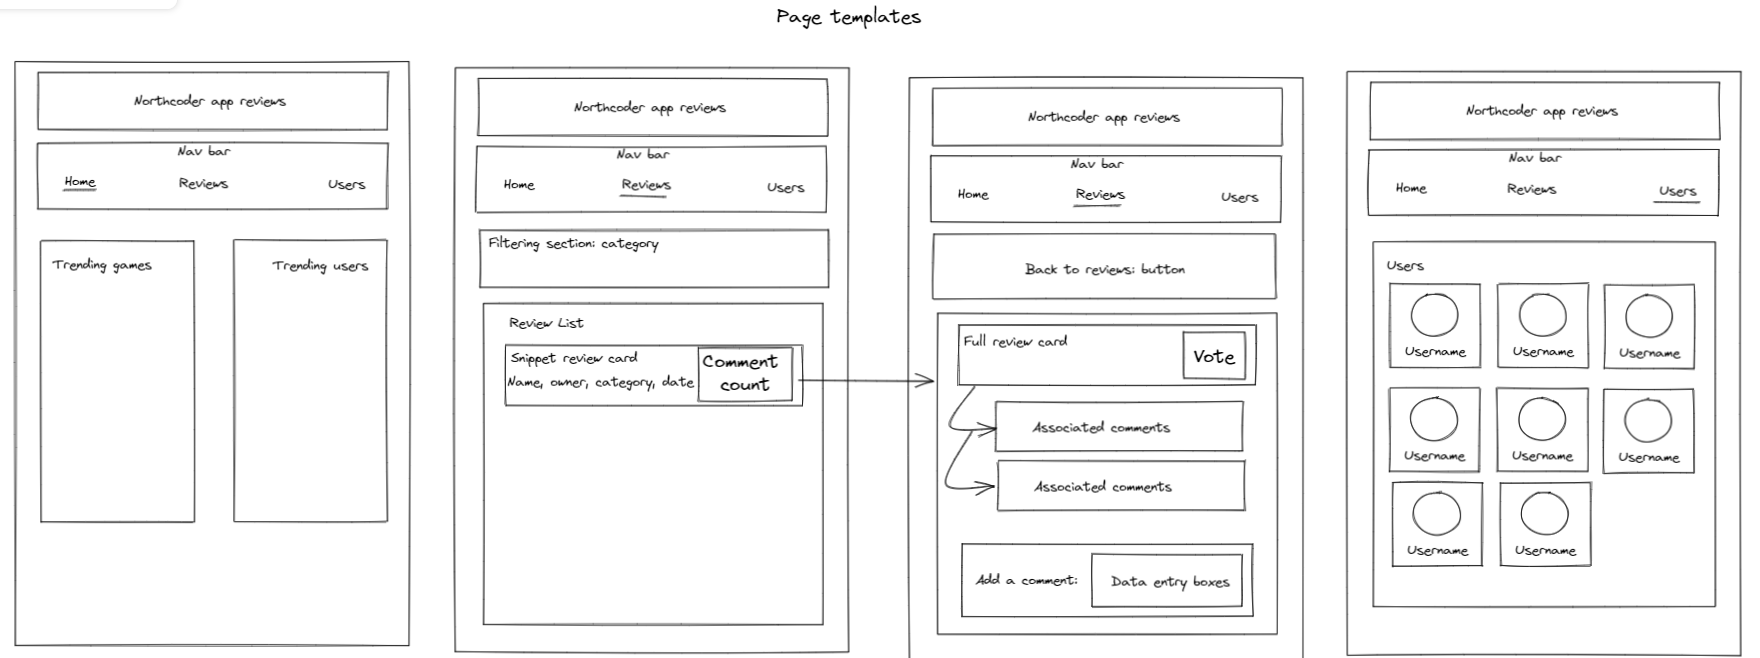 Page templates
Northcoder app reviews
Nav bar
Home Reviews Users
Trending games
Trending users
Northcoder app reviews
Nav bar
Home Reviews Users
Filtering section: category
Review List
Snippet review card
Name, owner, category, date
Comment
count
Northcoder app reviews
Nav bar
Home Reviews Users
Back to reviews: button
Full review card
Vote
Associated comments
Associated comments
Add a comment:
Data entry boxes
Northcoder app reviews
Nav bar
Home Reviews Users
Users
Username Username Username
Username Username Username
Username Username